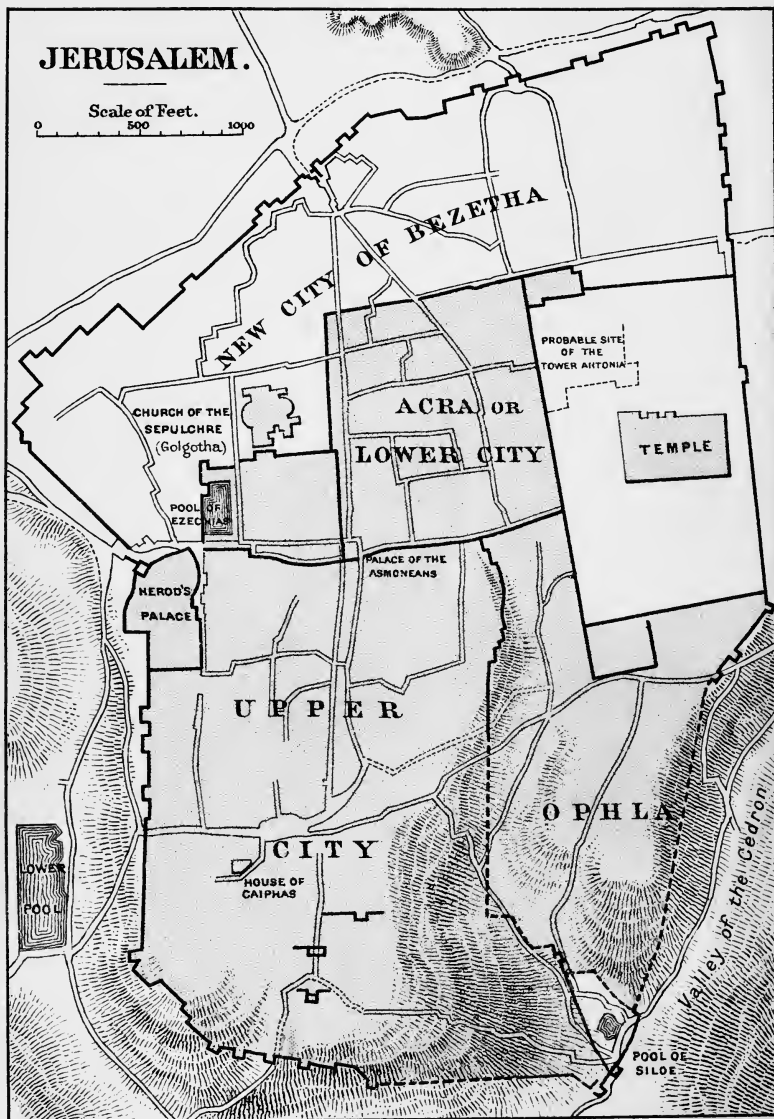 JERUSALEM.
Scale of Feet.
0 500 1000
NEW CITY OF BEZETHA
PROBABLE SITE
OF THE
TOWER ANTONIA
CHURCH OF THE
SEPULCHRE
(Golgotha)
ACRA OR
LOWER CITY
TEMPLE
POOL OF
EZECHIAS
PALACE OF THE
ASMONEANS
HEROD'S
PALACE
UPPER
CITY
OPHLA
LOWER
POOL
HOUSE OF
CAIPHAS
Valley of the Cedron
POOL OF
SILOE